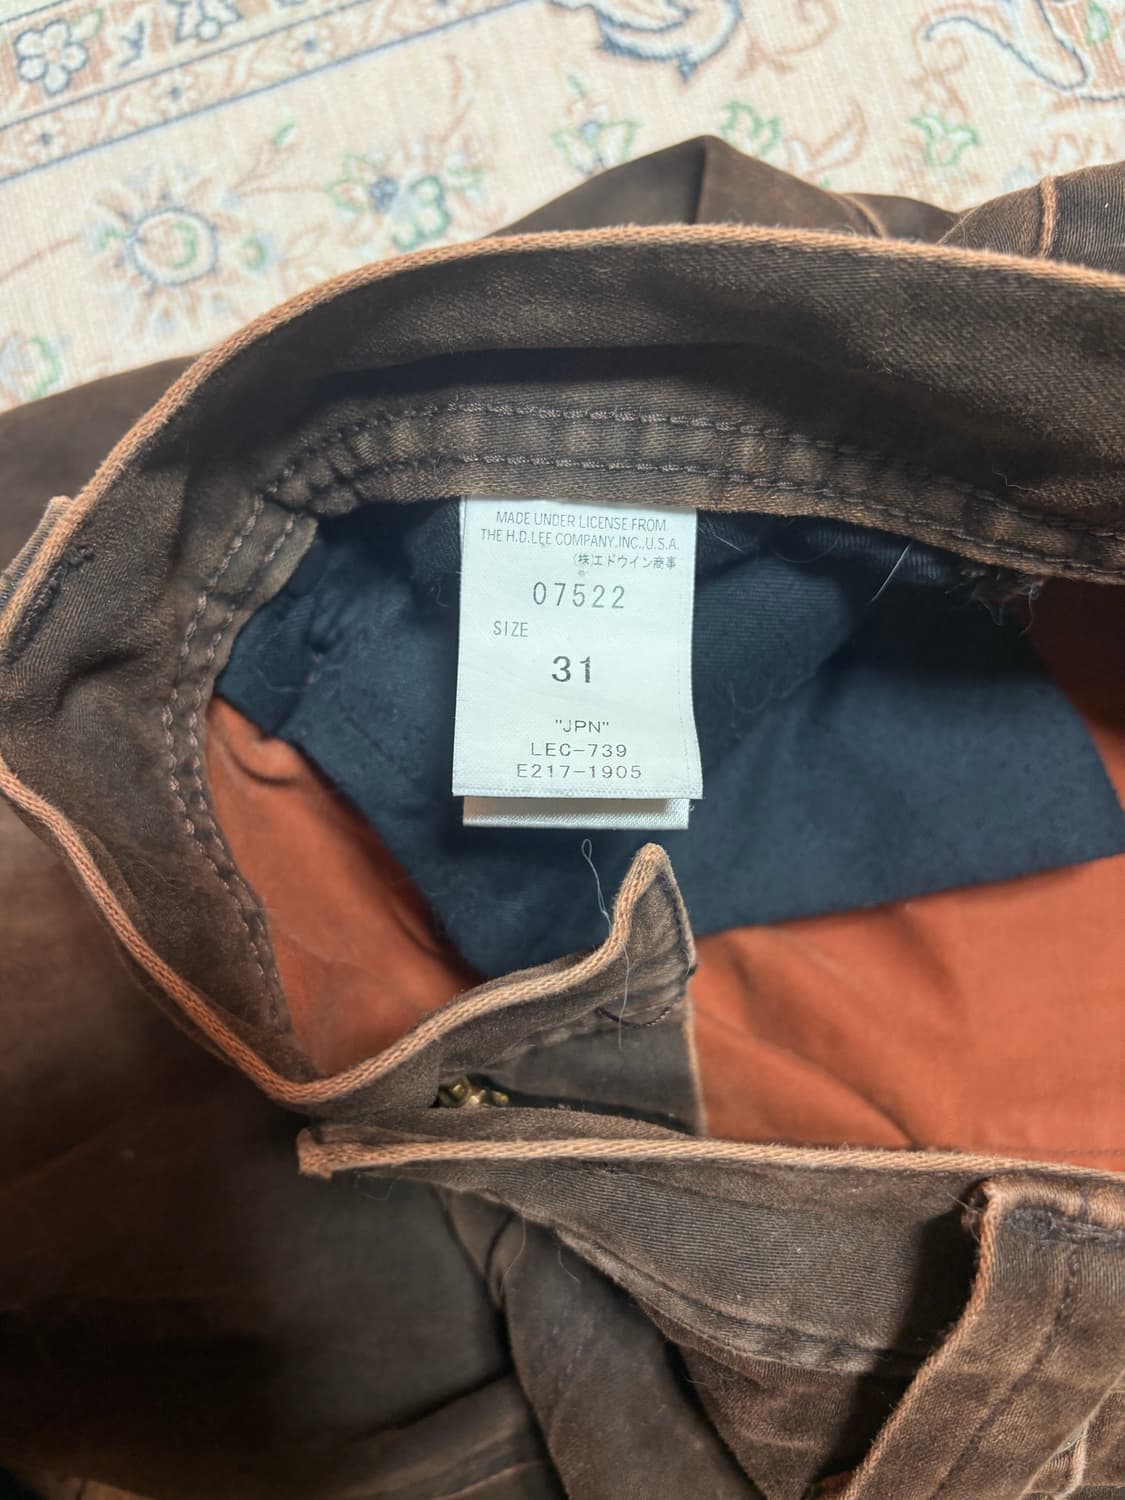 MADE UNDER LICENSE FROM
THE H.D.LEE COMPANY,INC.,U.S.A.
(株)エドウイン商事
07522
SIZE
31
"JPN"
LEC-739
E217-1905